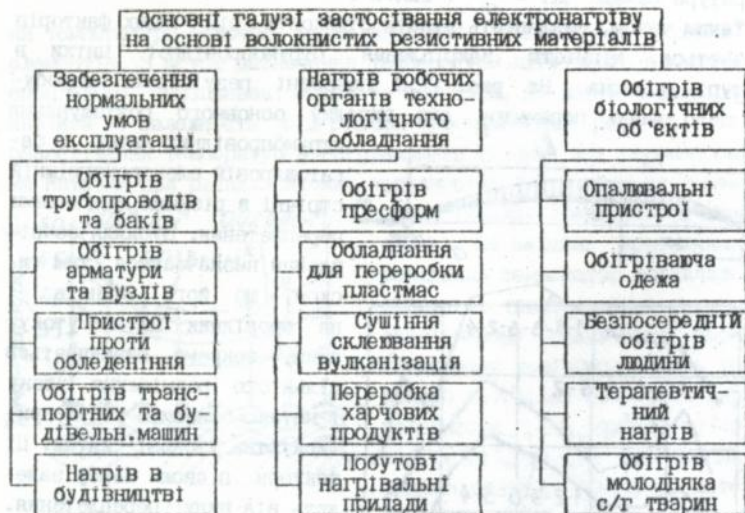 Основні галузі застосівання електронагріву
на основі волокнистих резистивних матеріалів
Забезпечення
нормальних
умов
експлуатації
Обігрів
трубопроводів
та баків
Обігрів
арматури
та вузлів
Пристрої
проти
обледеніння
Обігрів транс-
портних та бу-
дівельн.машин
Нагрів в
будівництві
Нагрів робочих
органів техно-
логічного
обладнання
Обігрів
пресформ
Обладнання
для переробки
пластмас
Сушіння
склеювання
вулканізація
Переробка
харчових
продуктів
Побутові
нагрівальні
прилади
Обігрів
біологічних
об'єктів
Опалювальні
пристрої
Обігріваюча
одежа
Безпосередній
обігрів
людини
Терапевтич-
ний
нагрів
Обігрів
молодняка
с/г тварин